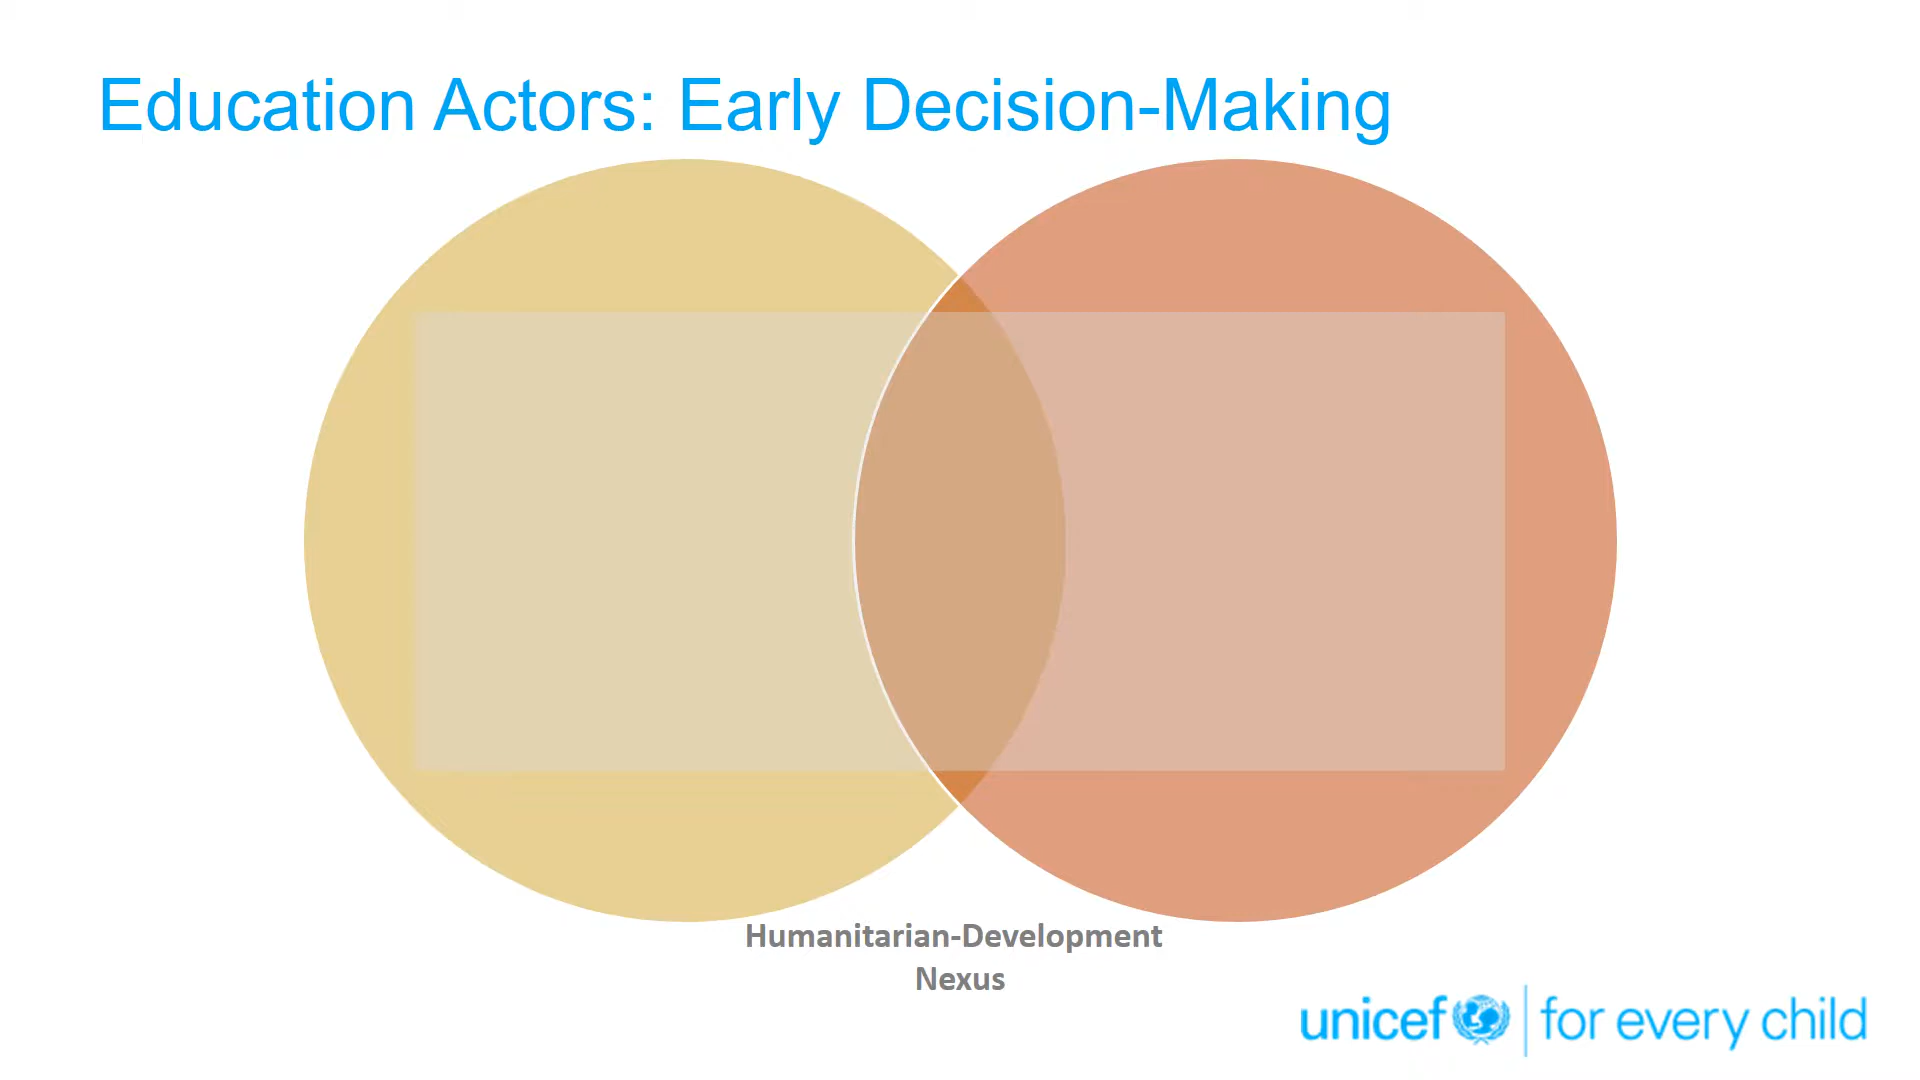 Education Actors: Early Decision-Making
Humanitarian-Development
Nexus
unicef for every child